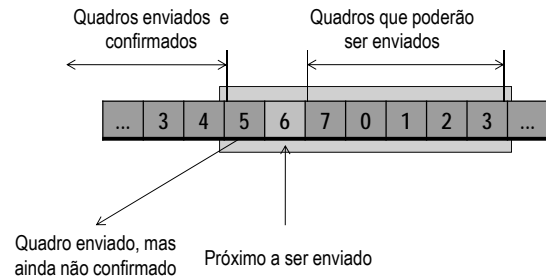 Quadros enviados e
confirmados
Quadros que poderão
ser enviados
... 3 4 5 6 7 0 1 2 3 ...
Quadro enviado, mas
ainda não confirmado
Próximo a ser enviado